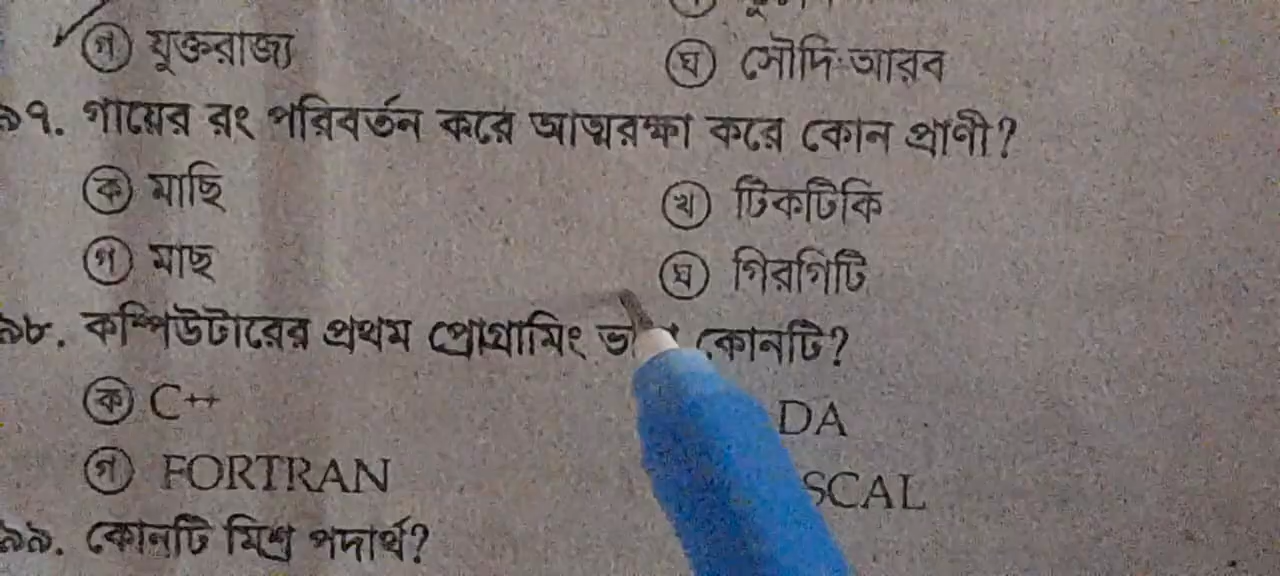 গ যুক্তরাজ্য
ঘ সৌদি আরব
৯৭. গায়ের রং পরিবর্তন করে আত্মরক্ষা করে কোন প্রাণী?
ক মাছি
খ টিকটিকি
গ মাছ
ঘ গিরগিটি
৯৮. কম্পিউটারের প্রথম প্রোগ্রামিং কোনটি?
ক C++
DA
গ FORTRAN
SCAL
৯৯. কোনটি মিশ্র পদার্থ?